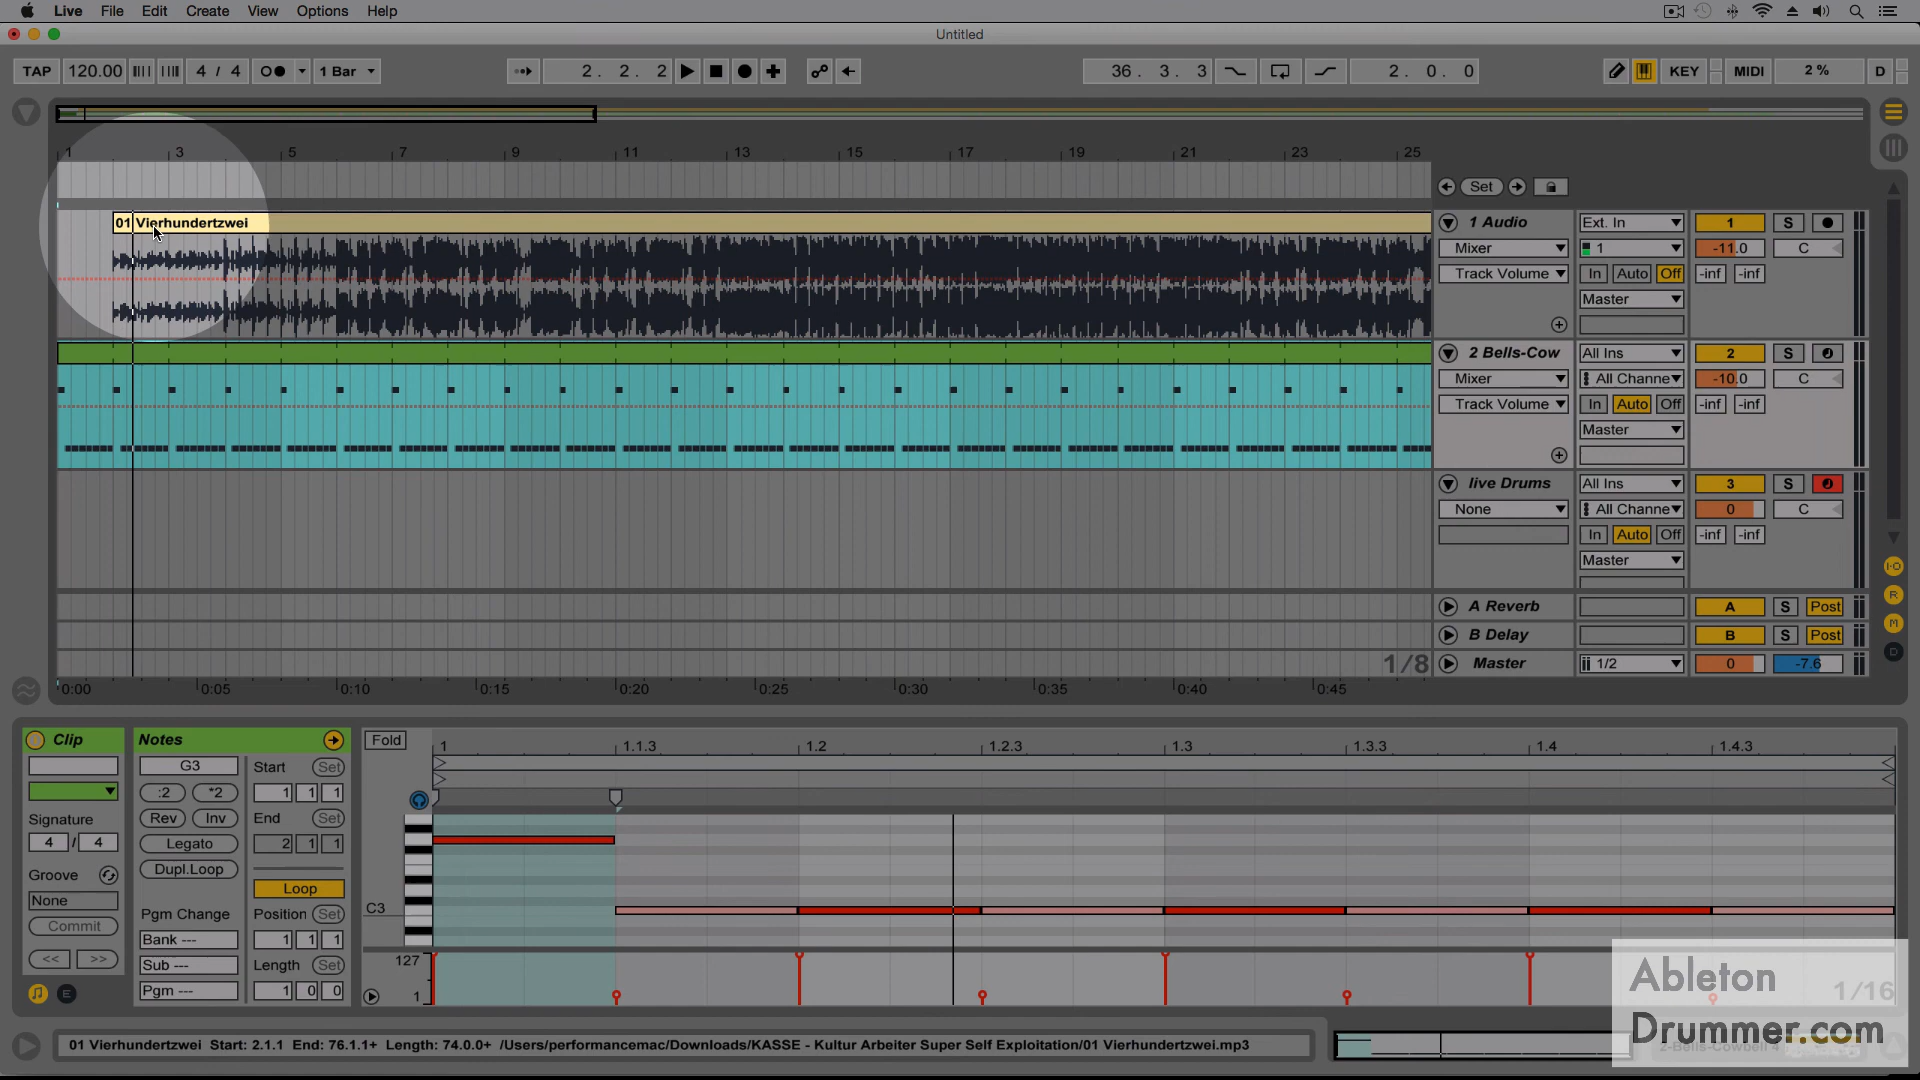 Live File Edit Create View Options Help
Untitled
TAP 120.00 4 / 4 1 Bar 2. 2. 2 36. 3. 3 2. 0. 0 KEY MIDI 2 % D
1 3 5 7 9 11 13 15 17 19 21 23 25
Set
01 Vierhundertzwei
1 Audio Ext. In 1 S
Mixer 1 -11.0 C
Track Volume In Auto Off -inf -inf
Master
2 Bells-Cow All Ins 2 S
Mixer All Channe -10.0 C
Track Volume In Auto Off -inf -inf
Master
live Drums All Ins 3 S
None All Channe 0 C
In Auto Off -inf -inf
Master
A Reverb A S Post
B Delay B S Post
1/8 Master 1/2 0 -7.6
0:00 0:05 0:10 0:15 0:20 0:25 0:30 0:35 0:40 0:45
Clip Notes Fold 1 1.1.3 1.2 1.2.3 1.3 1.3.3 1.4 1.4.3
G3 Start Set
:2 *2 1 1 1
Signature Rev Inv End Set
4 / 4 Legato 2 1 1
Groove Dupl.Loop
None Loop
Pgm Change Position Set C3
Commit Bank --- 1 1 1
<< >> Sub --- Length Set 127
E Pgm --- 1 0 0 1
1/16
Ableton
Drummer.com
01 Vierhundertzwei Start: 2.1.1 End: 76.1.1+ Length: 74.0.0+ /Users/performancemac/Downloads/KASSE - Kultur Arbeiter Super Self Exploitation/01 Vierhundertzwei.mp3